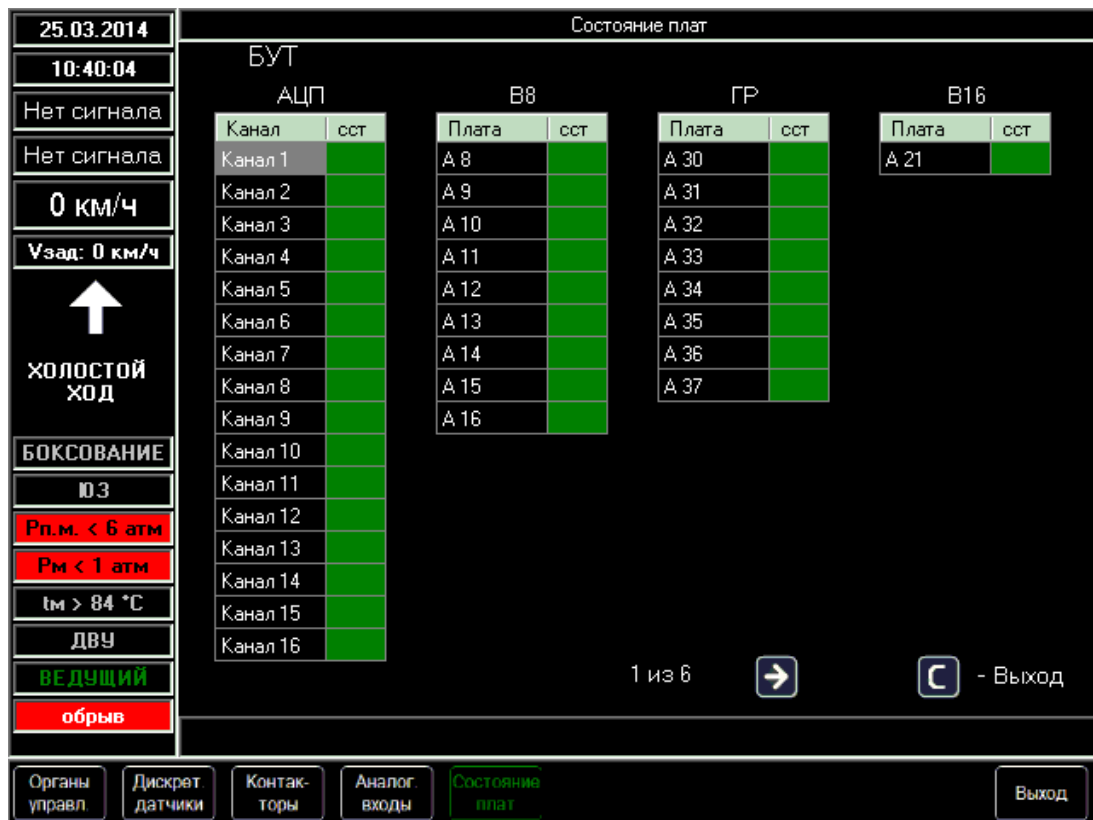 25.03.2014
10:40:04
Нет сигнала
Нет сигнала
0 км/ч
Vзад: 0 км/ч
ХОЛОСТОЙ
ХОД
БОКСОВАНИЕ
ЮЗ
Рп.м. < 6 атм
Рм < 1 атм
tм > 84 °С
ДВУ
ВЕДУЩИЙ
обрыв
Состояние плат
БУТ
АЦП
Канал сст
Канал 1
Канал 2
Канал 3
Канал 4
Канал 5
Канал 6
Канал 7
Канал 8
Канал 9
Канал 10
Канал 11
Канал 12
Канал 13
Канал 14
Канал 15
Канал 16
В8
Плата сст
А 8
А 9
А 10
А 11
А 12
А 13
А 14
А 15
А 16
ГР
Плата сст
А 30
А 31
А 32
А 33
А 34
А 35
А 36
А 37
В16
Плата сст
А 21
1 из 6
С - Выход
Органы
управл.
Дискрет.
датчики
Контак-
торы
Аналог.
входы
Состояние
плат
Выход